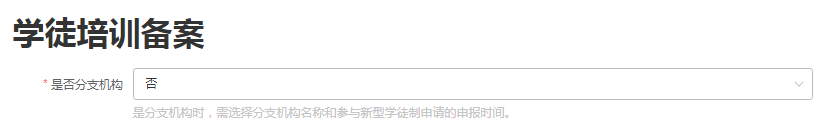 学徒培训备案
* 是否分支机构 否
是分支机构时，需选择分支机构名称和参与新型学徒制申请的申报时间。